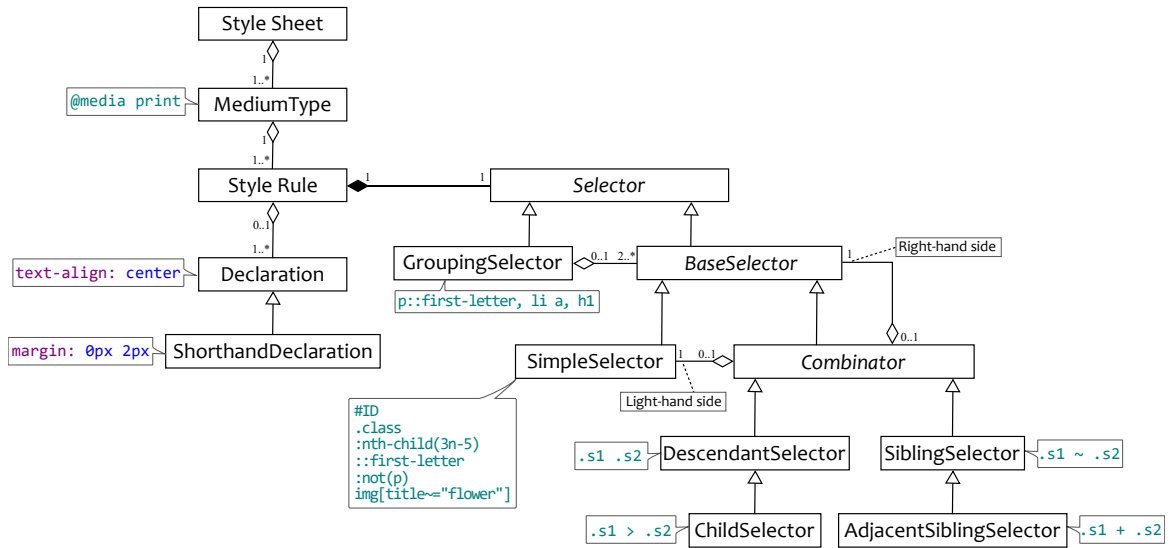 Style Sheet
1
1..*
@media print
MediumType
1
1..*
Style Rule
1
1
Selector
0..1
1..*
text-align: center
Declaration
margin: 0px 2px
ShorthandDeclaration
GroupingSelector
0..1
2..*
BaseSelector
1
Right-hand side
p::first-letter, li a, h1
0..1
SimpleSelector
1
0..1
Combinator
Light-hand side
#ID
.class
:nth-child(3n-5)
::first-letter
:not(p)
img[title~="flower"]
.s1 .s2
DescendantSelector
SiblingSelector
.s1 ~ .s2
.s1 > .s2
ChildSelector
AdjacentSiblingSelector
.s1 + .s2